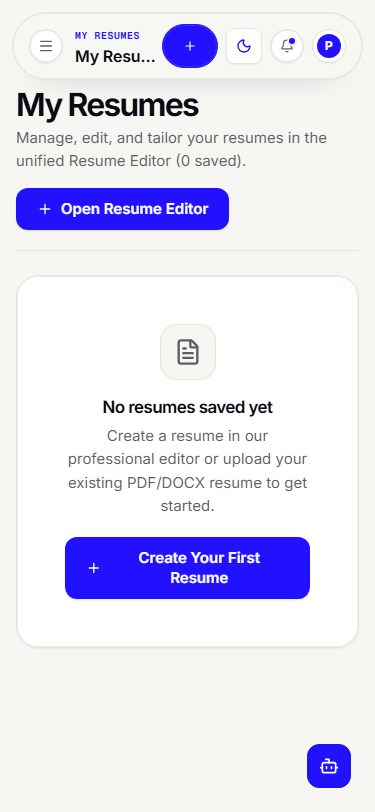 MY RESUMES
My Resu...
P
My Resumes
Manage, edit, and tailor your resumes in the
unified Resume Editor (0 saved).
Open Resume Editor
No resumes saved yet
Create a resume in our
professional editor or upload your
existing PDF/DOCX resume to get
started.
Create Your First
Resume